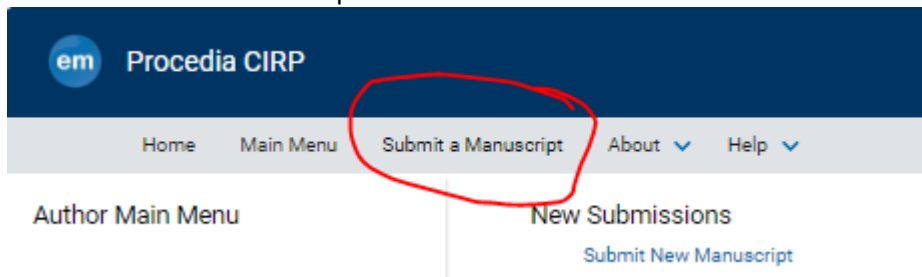 em Procedia CIRP
Home Main Menu Submit a Manuscript About Help
Author Main Menu New Submissions
Submit New Manuscript